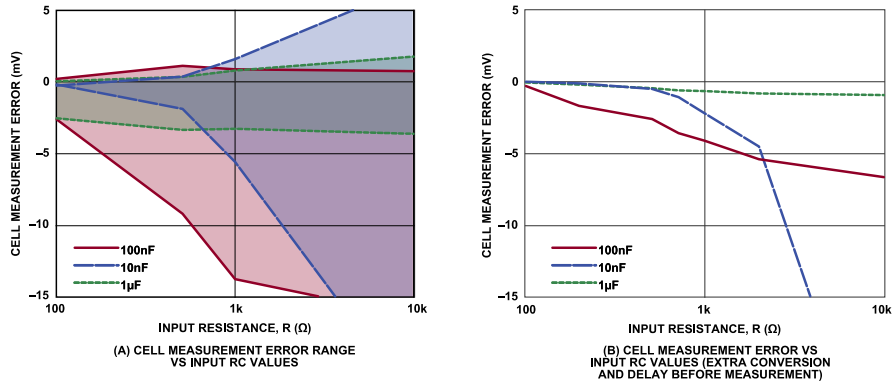 CELL MEASUREMENT ERROR (mV)
5
0
–5
–10
–15
100nF
10nF
1µF
100
1k
10k
INPUT RESISTANCE, R (Ω)
(A) CELL MEASUREMENT ERROR RANGE
VS INPUT RC VALUES
CELL MEASUREMENT ERROR (mV)
5
0
–5
–10
–15
100nF
10nF
1µF
100
1k
10k
INPUT RESISTANCE, R (Ω)
(B) CELL MEASUREMENT ERROR VS
INPUT RC VALUES (EXTRA CONVERSION
AND DELAY BEFORE MEASUREMENT)